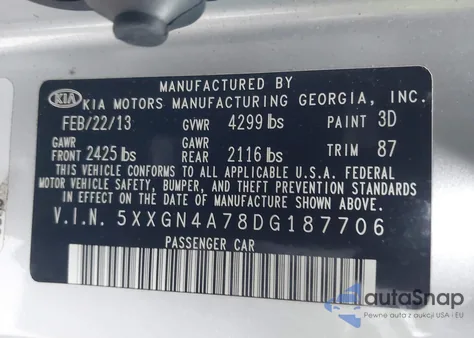 MANUFACTURED BY
KIA KIA MOTORS MANUFACTURING GEORGIA, INC.
FEB/22/13 GVWR 4299 lbs PAINT 3D
GAWR GAWR
FRONT 2425 lbs REAR 2116 lbs TRIM 87
THIS VEHICLE CONFORMS TO ALL APPLICABLE U.S.A. FEDERAL
MOTOR VEHICLE SAFETY, BUMPER, AND THEFT PREVENTION
STANDARDS IN EFFECT ON THE DATE OF MANUFACTURE SHOWN ABOVE.
V.I.N. 5XXGN4A78DG187706
PASSENGER CAR
autoSnap
Pewne auta z aukcji USA i EU